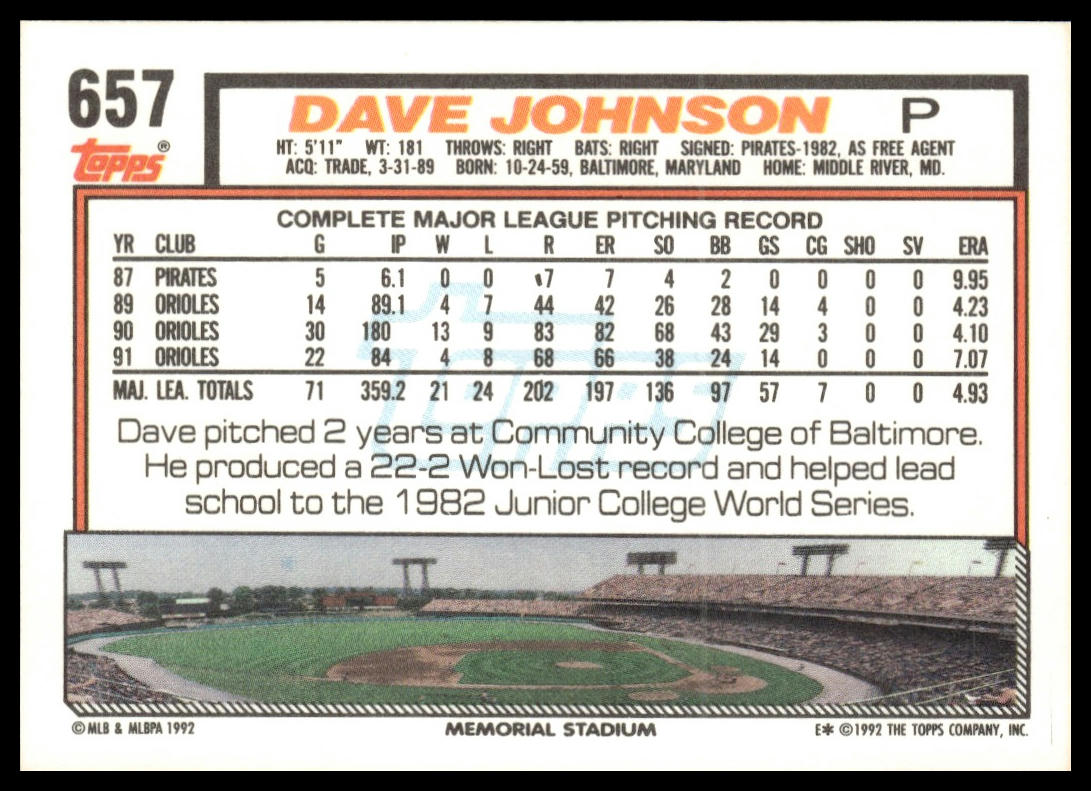 657
topps®
DAVE JOHNSON P
HT: 5'11" WT: 181 THROWS: RIGHT BATS: RIGHT SIGNED: PIRATES-1982, AS FREE AGENT
ACQ: TRADE, 3-31-89 BORN: 10-24-59, BALTIMORE, MARYLAND HOME: MIDDLE RIVER, MD.
COMPLETE MAJOR LEAGUE PITCHING RECORD
YR CLUB G IP W L R ER SO BB GS CG SHO SV ERA
87 PIRATES 5 6.1 0 0 7 7 4 2 0 0 0 0 9.95
89 ORIOLES 14 89.1 4 7 44 42 26 28 14 4 0 0 4.23
90 ORIOLES 30 180 13 9 83 82 68 43 29 3 0 0 4.10
91 ORIOLES 22 84 4 8 68 66 38 24 14 0 0 0 7.07
MAJ. LEA. TOTALS 71 359.2 21 24 202 197 136 97 57 7 0 0 4.93
Dave pitched 2 years at Community College of Baltimore.
He produced a 22-2 Won-Lost record and helped lead
school to the 1982 Junior College World Series.
© MLB & MLBPA 1992 MEMORIAL STADIUM E* © 1992 THE TOPPS COMPANY, INC.